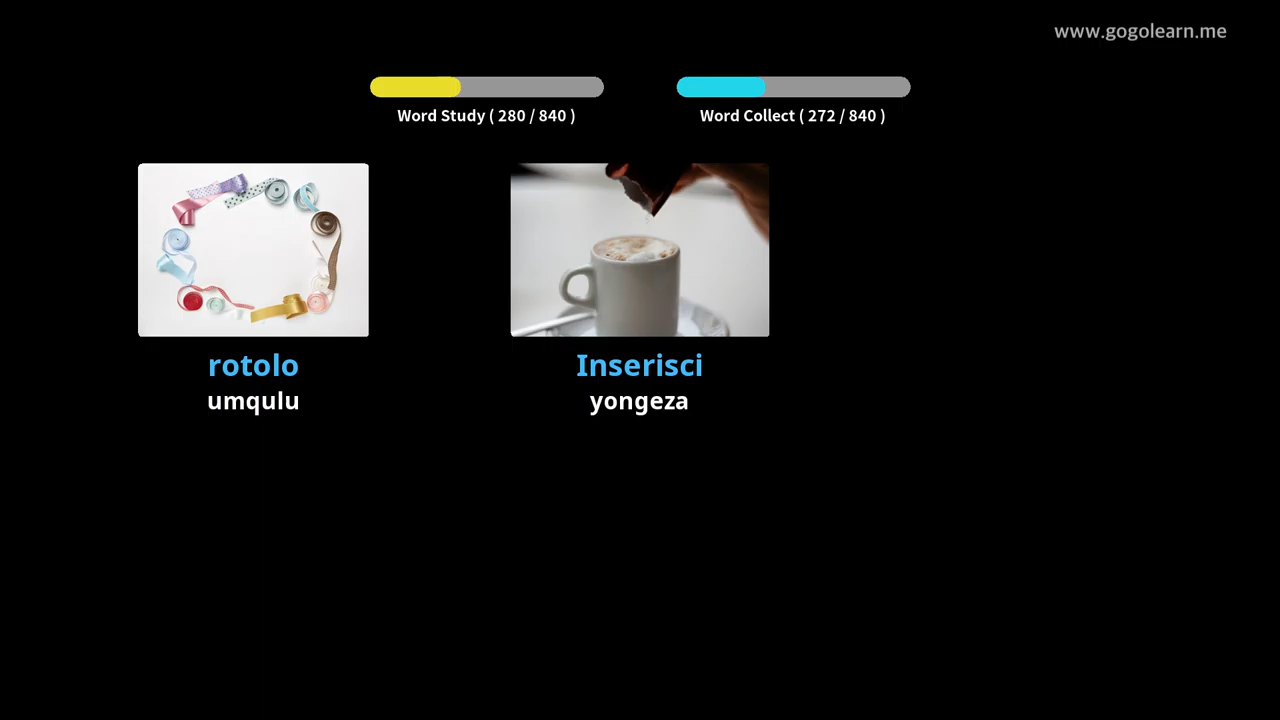 www.gogolearn.me
Word Study ( 280 / 840 )
Word Collect ( 272 / 840 )
rotolo
umqulu
Inserisci
yongeza